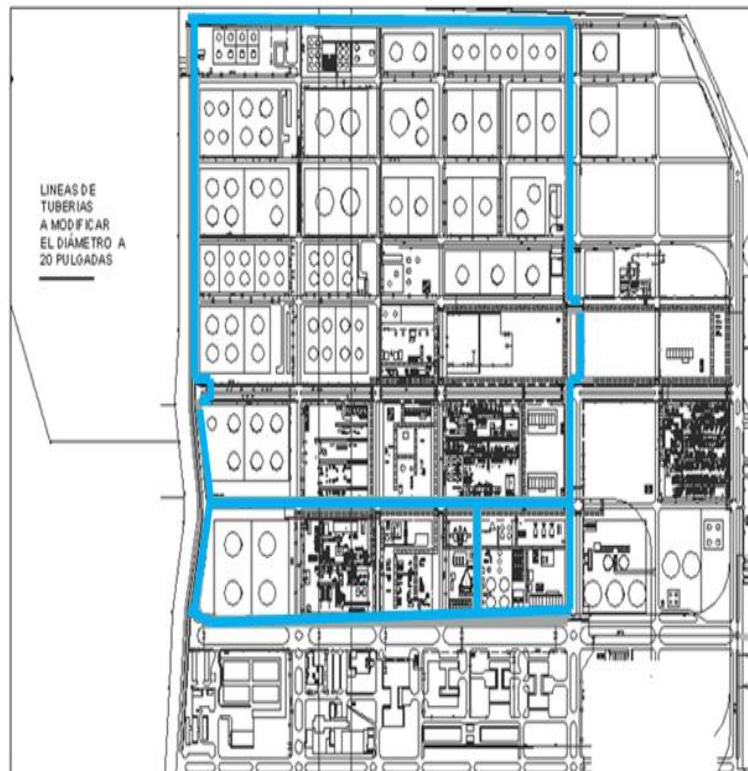 LINEAS DE
TUBERIAS
A MODIFICAR
EL DIÁMETRO A
20 PULGADAS